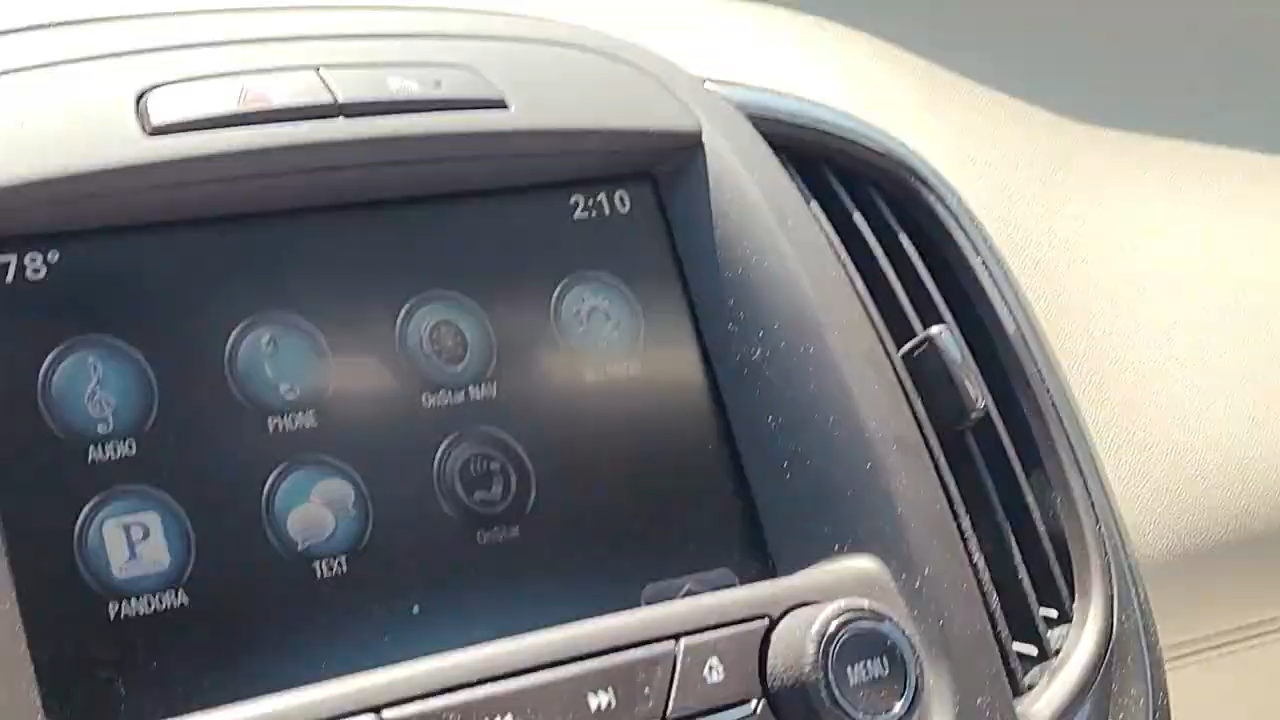 2:10
78°
AUDIO
PHONE
OnStar NAV
P
PANDORA
TEXT
OnStar
MENU